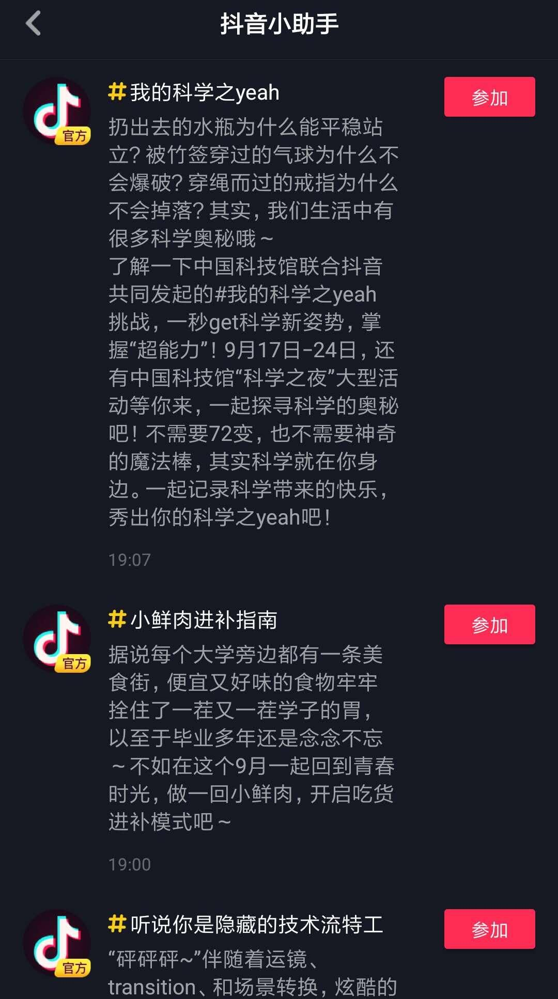 抖音小助手
#我的科学之yeah
参加
官方
扔出去的水瓶为什么能平稳站
立？被竹签穿过的气球为什么不
会爆破？穿绳而过的戒指为什么
不会掉落？其实，我们生活中有
很多科学奥秘哦～
了解一下中国科技馆联合抖音
共同发起的#我的科学之yeah
挑战，一秒get科学新姿势，掌
握“超能力”！9月17日-24日，还
有中国科技馆“科学之夜”大型活
动等你来，一起探寻科学的奥秘
吧！不需要72变，也不需要神奇
的魔法棒，其实科学就在你身
边。一起记录科学带来的快乐，
秀出你的科学之yeah吧！
19:07
#小鲜肉进补指南
参加
官方
据说每个大学旁边都有一条美
食街，便宜又好味的食物牢牢
拴住了一茬又一茬学子的胃，
以至于毕业多年还是念念不忘
～不如在这个9月一起回到青春
时光，做一回小鲜肉，开启吃货
进补模式吧～
19:00
#听说你是隐藏的技术流特工
参加
官方
“砰砰砰~”伴随着运镜、
transition、和场景转换，炫酷的